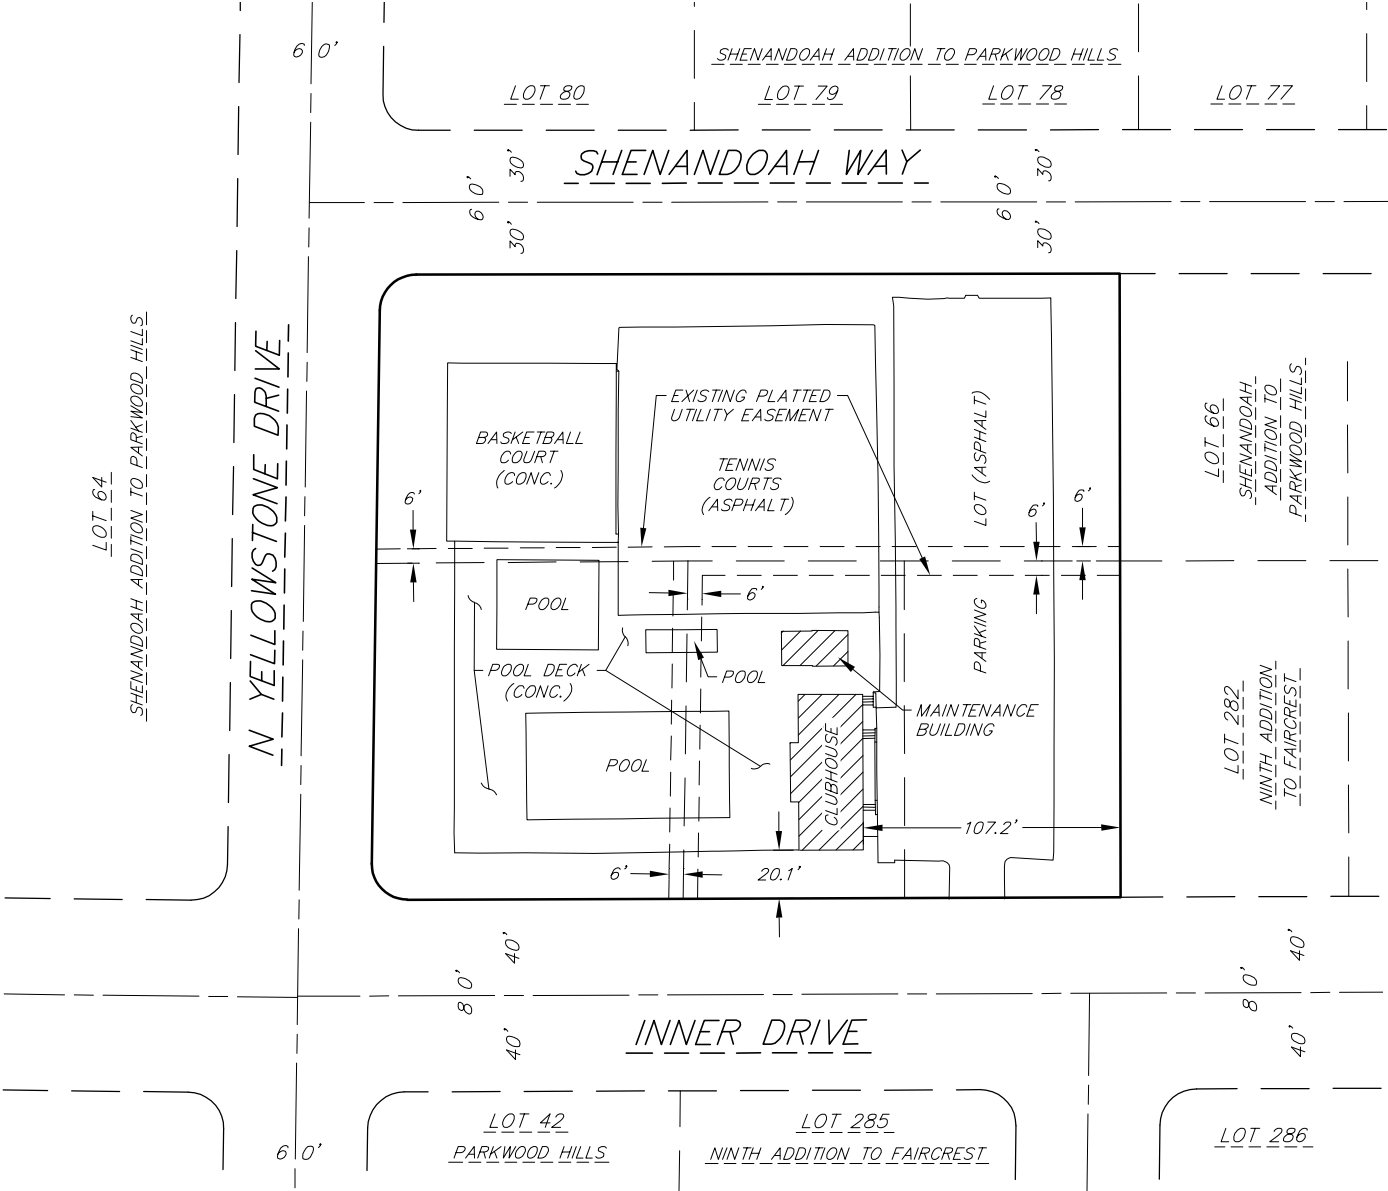 60'
SHENANDOAH ADDITION TO PARKWOOD HILLS
LOT 80
LOT 79
LOT 78
LOT 77
SHENANDOAH WAY
60'
30'
30'
60'
30'
30'
LOT 64
SHENANDOAH ADDITION TO PARKWOOD HILLS
N YELLOWSTONE DRIVE
EXISTING PLATTED
UTILITY EASEMENT
BASKETBALL
COURT
(CONC.)
TENNIS
COURTS
(ASPHALT)
PARKING LOT (ASPHALT)
LOT 66
SHENANDOAH
ADDITION TO
PARKWOOD HILLS
6'
6'
6'
6'
POOL
POOL DECK
(CONC.)
POOL
MAINTENANCE
BUILDING
POOL
CLUBHOUSE
LOT 282
NINTH ADDITION
TO FAIRCREST
107.2'
6'
20.1'
80'
40'
40'
80'
40'
40'
INNER DRIVE
LOT 42
PARKWOOD HILLS
LOT 285
NINTH ADDITION TO FAIRCREST
LOT 286
60'